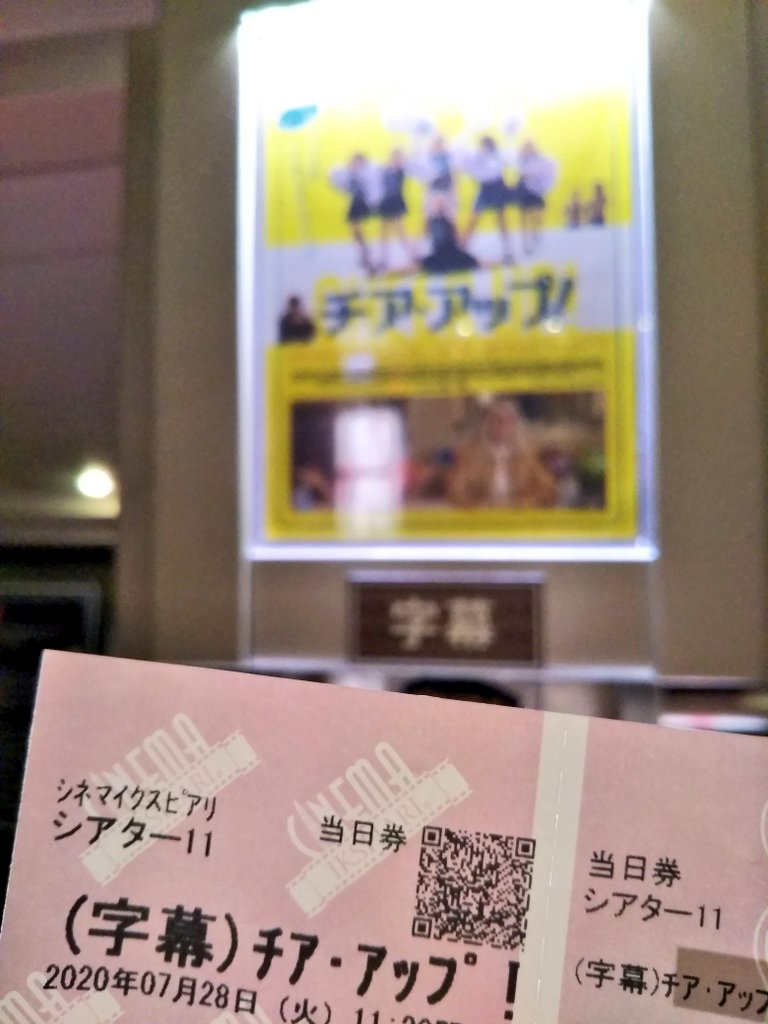 チア・アップ!
字幕
シネマイクスピアリ
シアター11
当日券
(字幕)チア・アップ!
2020年07月28日(火)
当日券
シアター11
(字幕)チア・アップ
CINEMA
IKSPIARI
CINEMA
IKSPIARI